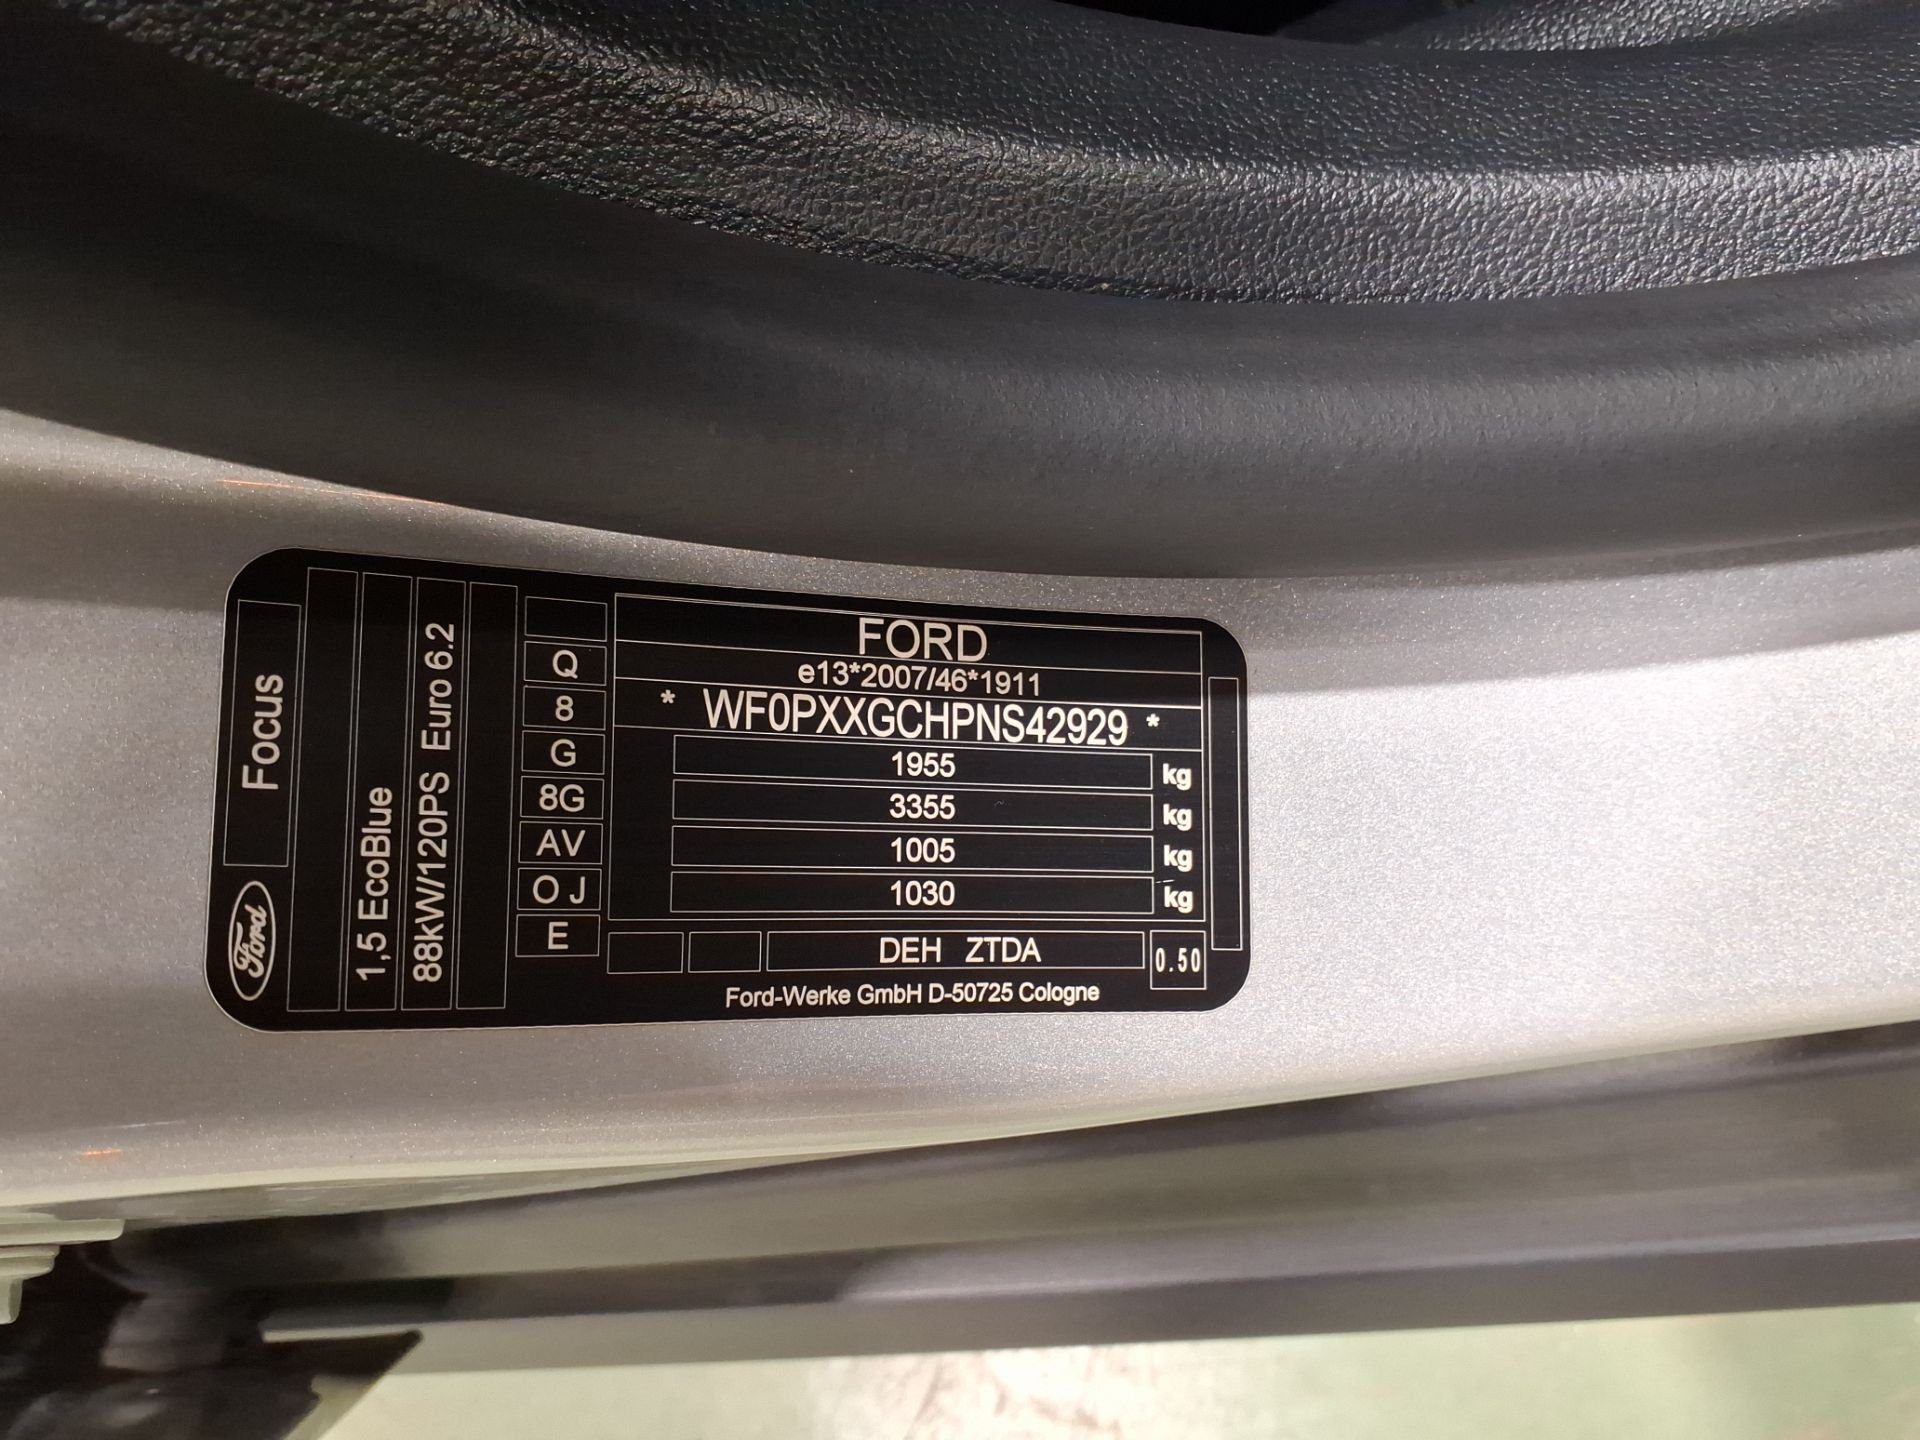 FORD
e13*2007/46*1911
* WF0PXXGCHPNS42929 *
1955 kg
3355 kg
1005 kg
1030 kg
DEH ZTDA
0.50
Ford-Werke GmbH D-50725 Cologne
Q
8
G
8G
AV
O J
E
Ford
Focus
1,5 EcoBlue
88kW/120PS Euro 6.2